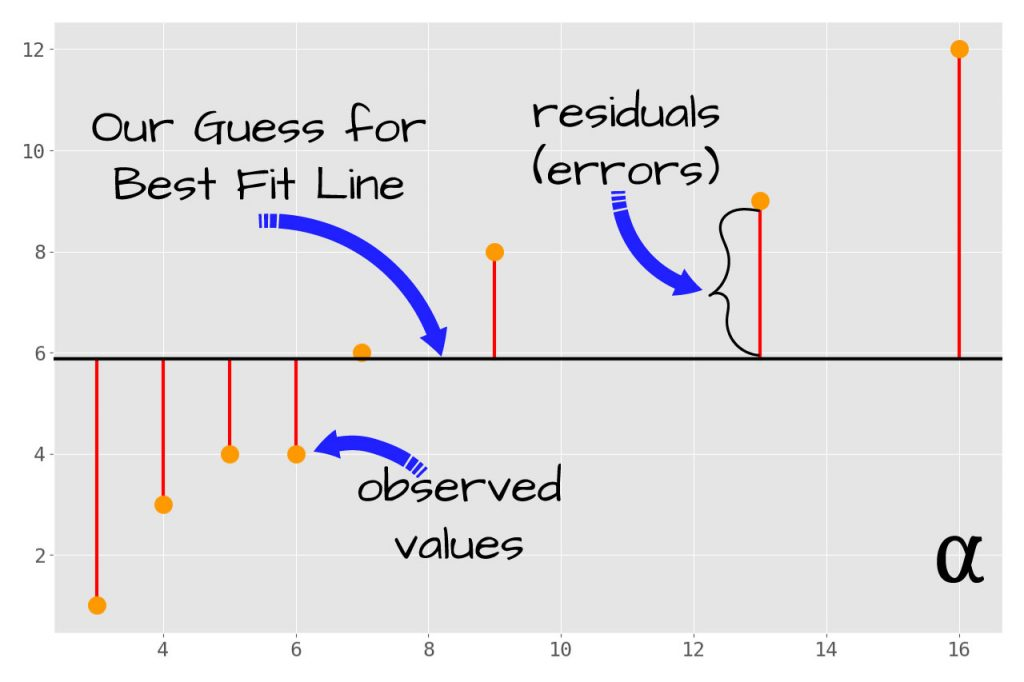 12
10
8
6
4
2
Our Guess for
Best Fit Line
residuals
(errors)
observed
values
α
4
6
8
10
12
14
16